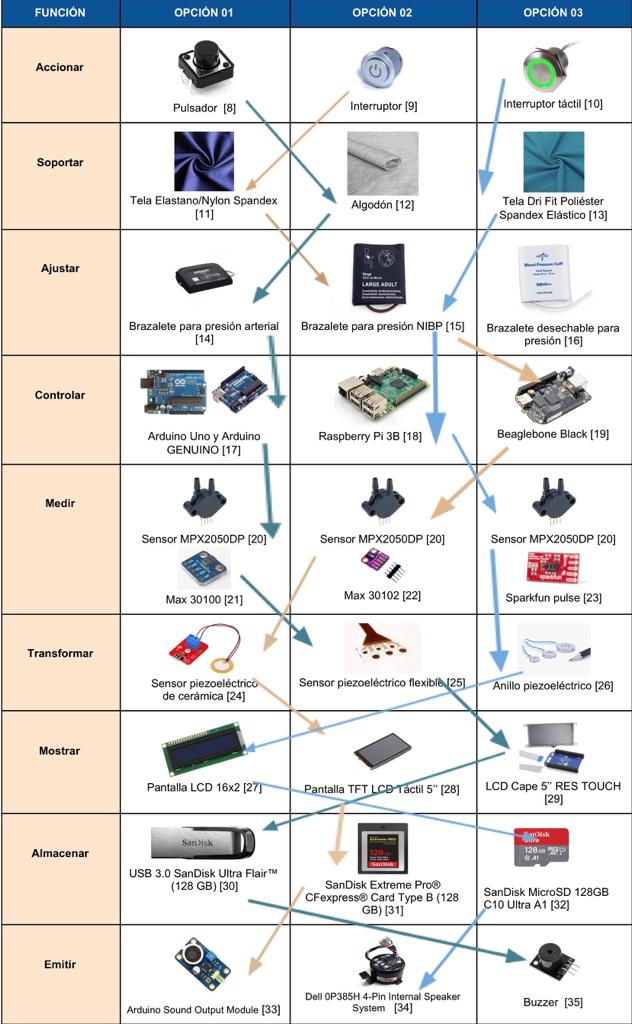 FUNCIÓN OPCIÓN 01 OPCIÓN 02 OPCIÓN 03
Accionar
Pulsador [8]
Interruptor [9]
Interruptor táctil [10]
Soportar
Tela Elastano/Nylon Spandex
[11]
Algodón [12]
Tela Dri Fit Poliéster
Spandex Elástico [13]
Ajustar
LARGE ADULT
Blood Pressure Cuff
Brazalete para presión arterial
[14]
Brazalete para presión NIBP [15]
Brazalete desechable para
presión [16]
Controlar
Arduino Uno y Arduino
GENUINO [17]
Raspberry Pi 3B [18]
Beaglebone Black [19]
Medir
Sensor MPX2050DP [20]
Max 30100 [21]
Sensor MPX2050DP [20]
Max 30102 [22]
Sensor MPX2050DP [20]
sparkfun
Sparkfun pulse [23]
Transformar
Sensor piezoeléctrico
de cerámica [24]
Sensor piezoeléctrico flexible [25]
Anillo piezoeléctrico [26]
Mostrar
Pantalla LCD 16x2 [27]
Pantalla TFT LCD Táctil 5'' [28]
LCD Cape 5'' RES TOUCH
[29]
Almacenar
SanDisk
USB 3.0 SanDisk Ultra Flair™
(128 GB) [30]
Extreme PRO
128
SanDisk
SanDisk Extreme Pro®
CFexpress® Card Type B (128
GB) [31]
SanDisk
Ultra
128GB
A1
SanDisk MicroSD 128GB
C10 Ultra A1 [32]
Emitir
Arduino Sound Output Module [33]
Dell 0P385H 4-Pin Internal Speaker
System [34]
Buzzer [35]